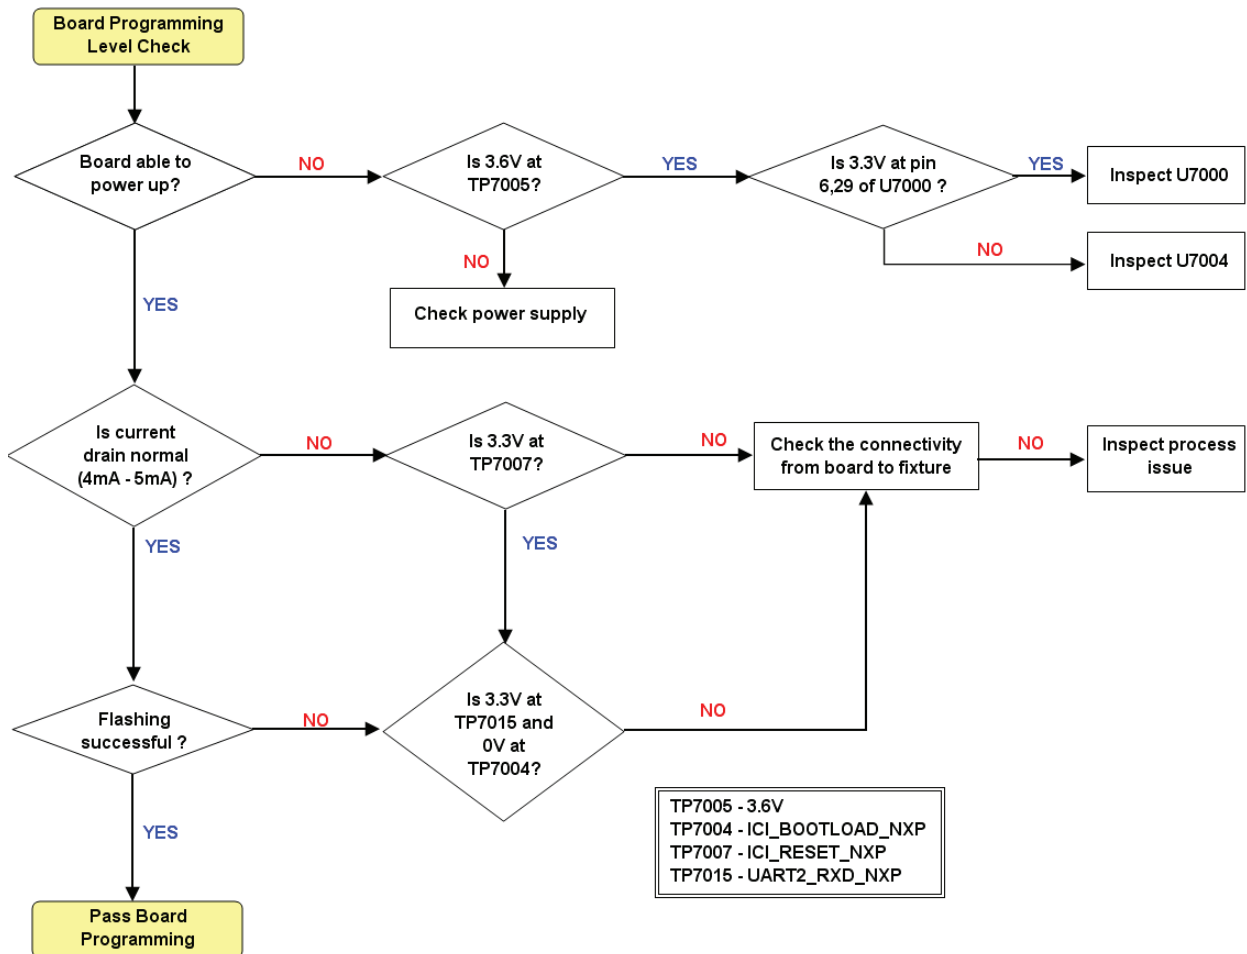 Board Programming
Level Check
Board able to
power up?
NO
Is 3.6V at
TP7005?
YES
Is 3.3V at pin
6,29 of U7000 ?
YES
Inspect U7000
NO
Inspect U7004
NO
Check power supply
YES
Is current
drain normal
(4mA - 5mA) ?
NO
Is 3.3V at
TP7007?
NO
Check the connectivity
from board to fixture
NO
Inspect process
issue
YES
YES
Flashing
successful ?
NO
Is 3.3V at
TP7015 and
0V at
TP7004?
NO
YES
TP7005 - 3.6V
TP7004 - ICI_BOOTLOAD_NXP
TP7007 - ICI_RESET_NXP
TP7015 - UART2_RXD_NXP
Pass Board
Programming